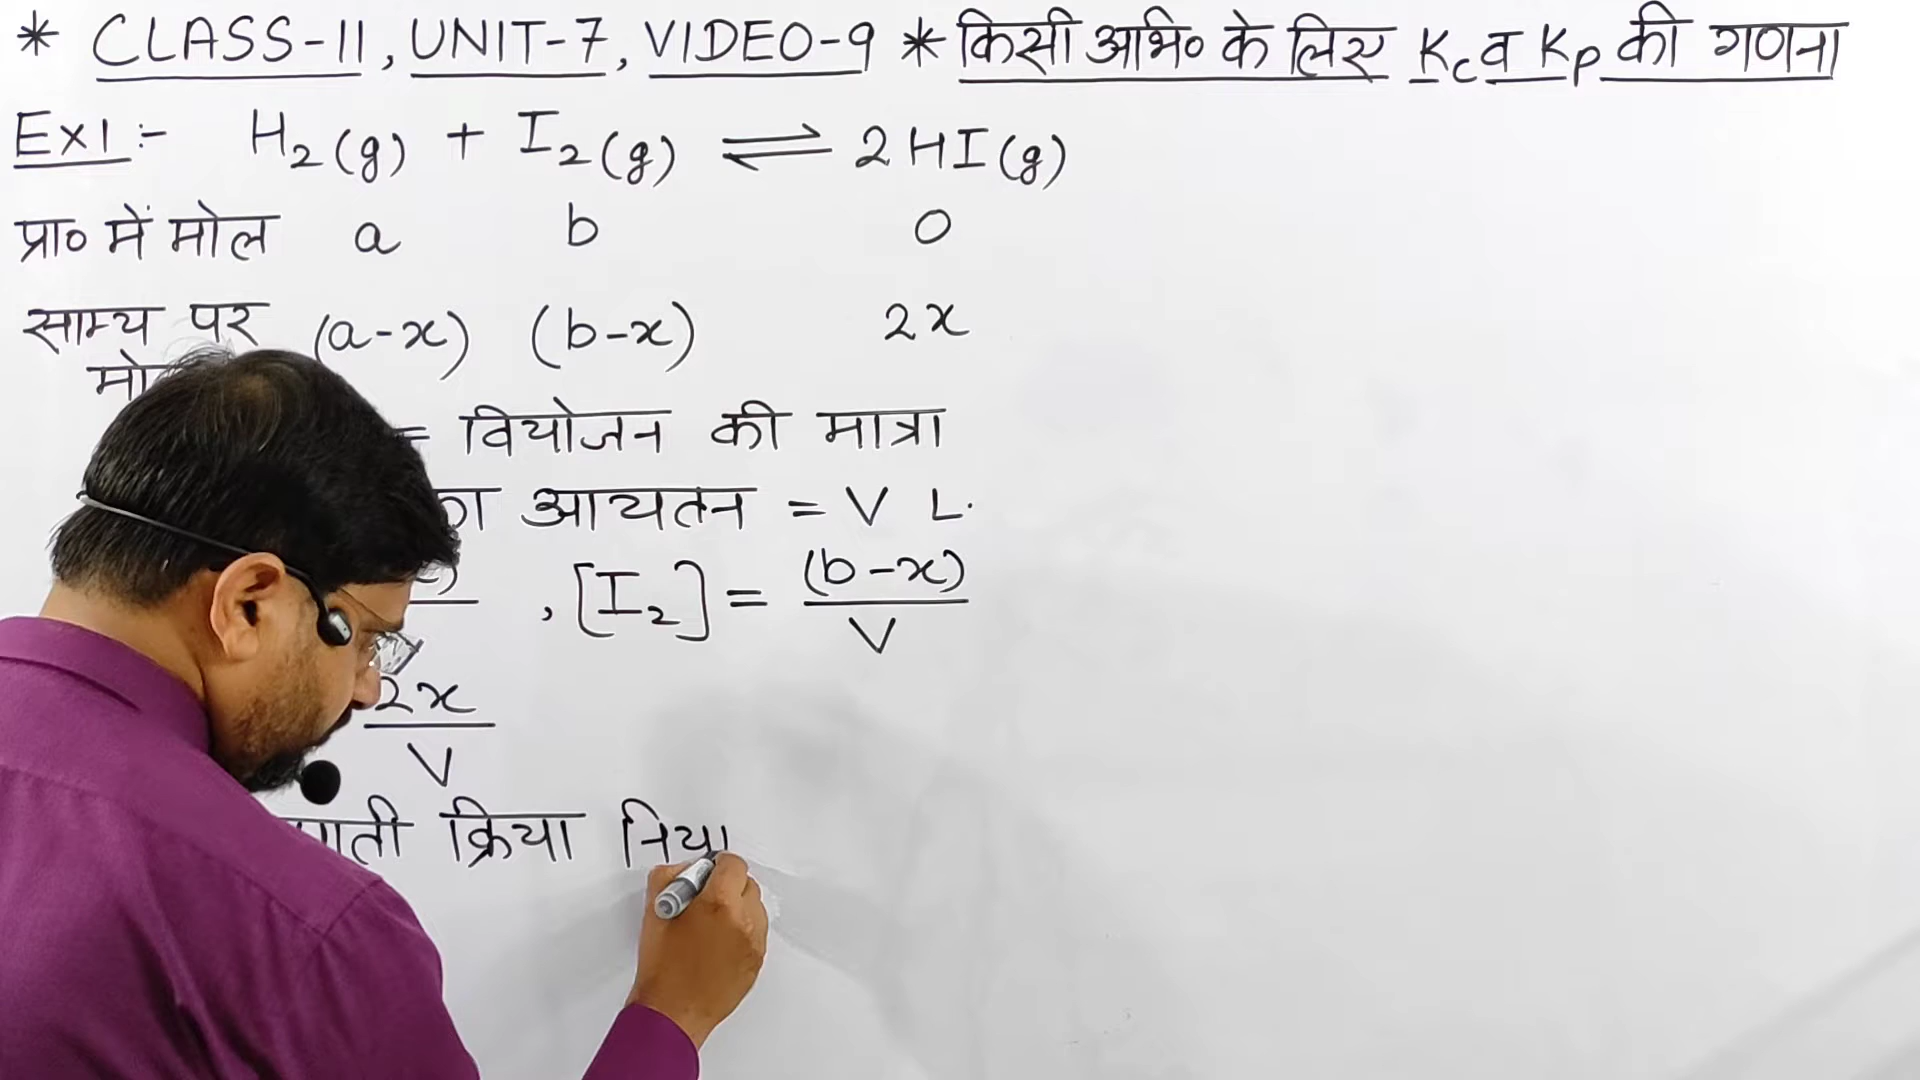 * CLASS-11, UNIT-7, VIDEO-9 * किसी अभि० के लिए Kc व Kp की गणना
Ex1:- H₂(g) + I₂(g) ⇌ 2HI(g)
प्रा० में मोल a b 0
साम्य पर (a-x) (b-x) 2x
= वियोजन की मात्रा
का आयतन = V L.
, [I₂] = (b-x)/V
2x/V
क्रिया निया